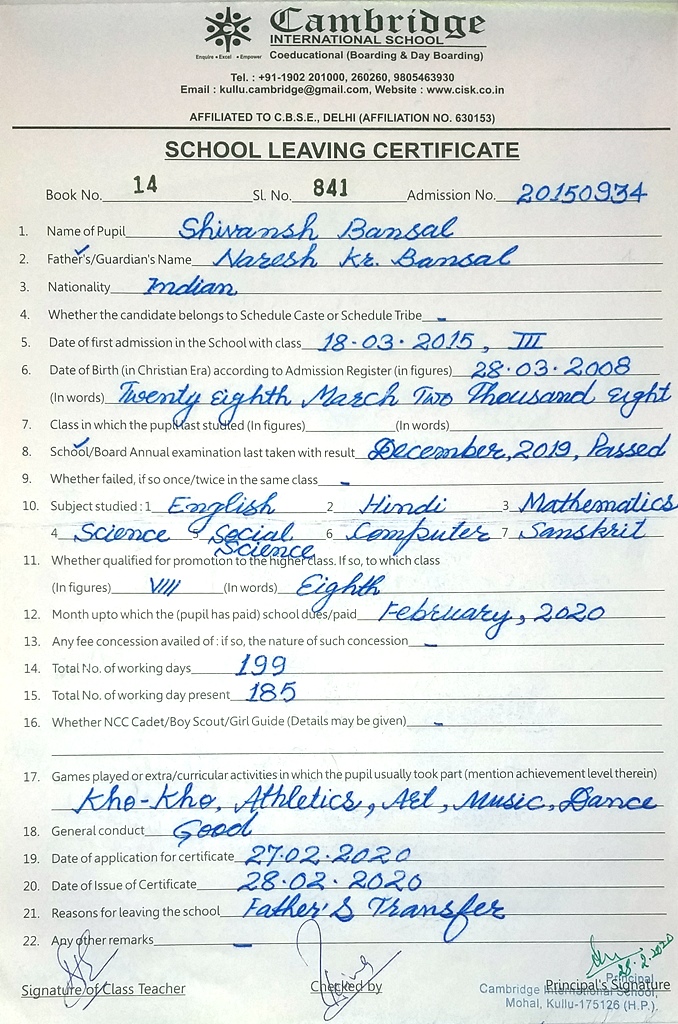 Cambridge
INTERNATIONAL SCHOOL
Enquire • Excel • Empower
Coeducational (Boarding & Day Boarding)
Tel. : +91-1902 201000, 260260, 9805463930
Email : kullu.cambridge@gmail.com, Website : www.cisk.co.in
AFFILIATED TO C.B.S.E., DELHI (AFFILIATION NO. 630153)
SCHOOL LEAVING CERTIFICATE
Book No. 14 Sl. No. 841 Admission No. 20150934
1. Name of Pupil Shivansh Bansal
2. Father's/Guardian's Name Naresh Kr. Bansal
3. Nationality Indian
4. Whether the candidate belongs to Schedule Caste or Schedule Tribe -
5. Date of first admission in the School with class 18.03.2015, III
6. Date of Birth (in Christian Era) according to Admission Register (in figures) 28.03.2008
(In words) Twenty Eighth March Two Thousand Eight
7. Class in which the pupil last studied (In figures) (In words)
8. School/Board Annual examination last taken with result December, 2019, Passed
9. Whether failed, if so once/twice in the same class -
10. Subject studied : 1 English 2 Hindi 3 Mathematics
4 Science 5 Social Science 6 Computer 7 Sanskrit
11. Whether qualified for promotion to the higher class. If so, to which class
(In figures) VIII (In words) Eighth
12. Month upto which the (pupil has paid) school dues/paid February, 2020
13. Any fee concession availed of : if so, the nature of such concession -
14. Total No. of working days 199
15. Total No. of working day present 185
16. Whether NCC Cadet/Boy Scout/Girl Guide (Details may be given) -
17. Games played or extra/curricular activities in which the pupil usually took part (mention achievement level therein)
Kho-Kho, Athletics, Art, Music, Dance
18. General conduct Good
19. Date of application for certificate 27.02.2020
20. Date of Issue of Certificate 28.02.2020
21. Reasons for leaving the school Father's Transfer
22. Any other remarks -
28.2.2020
Signature of Class Teacher Checked by Principal's Signature
Principal
Cambridge International School,
Mohal, Kullu-175126 (H.P.)